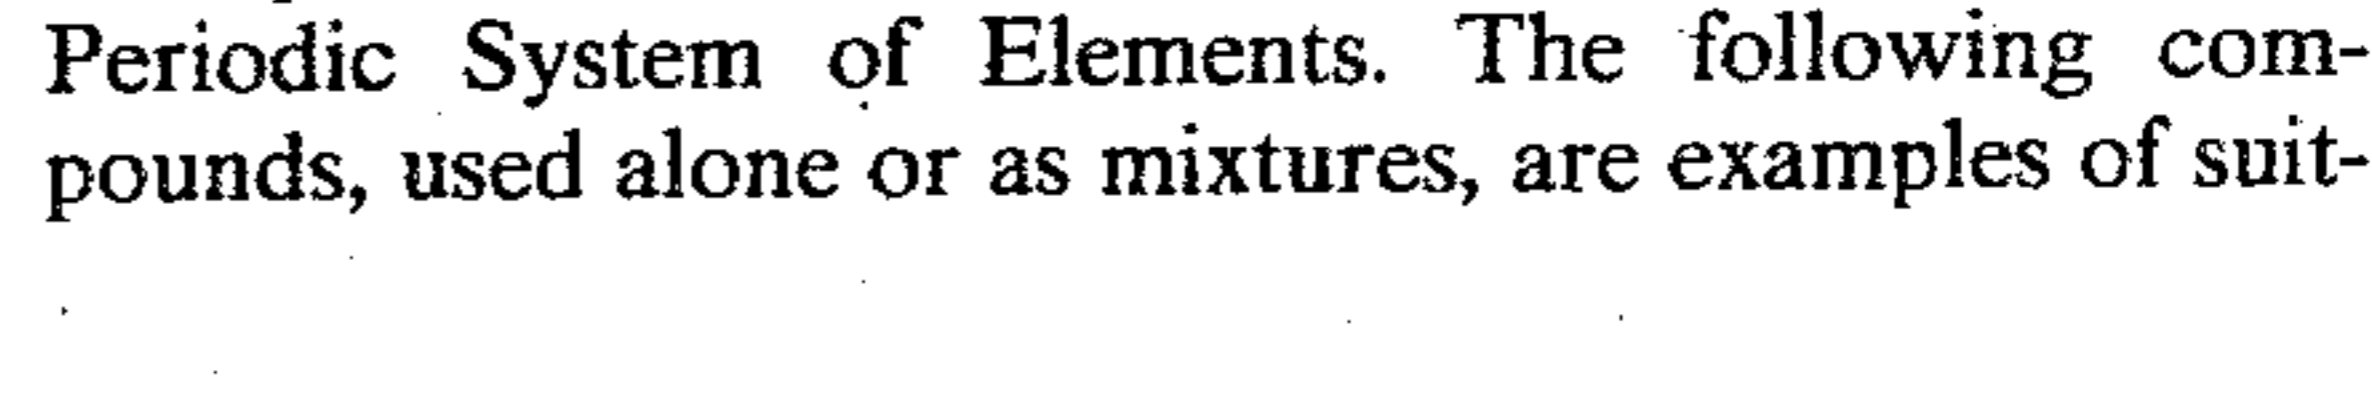 Periodic System of Elements. The following com-
pounds, used alone or as mixtures, are examples of suit-